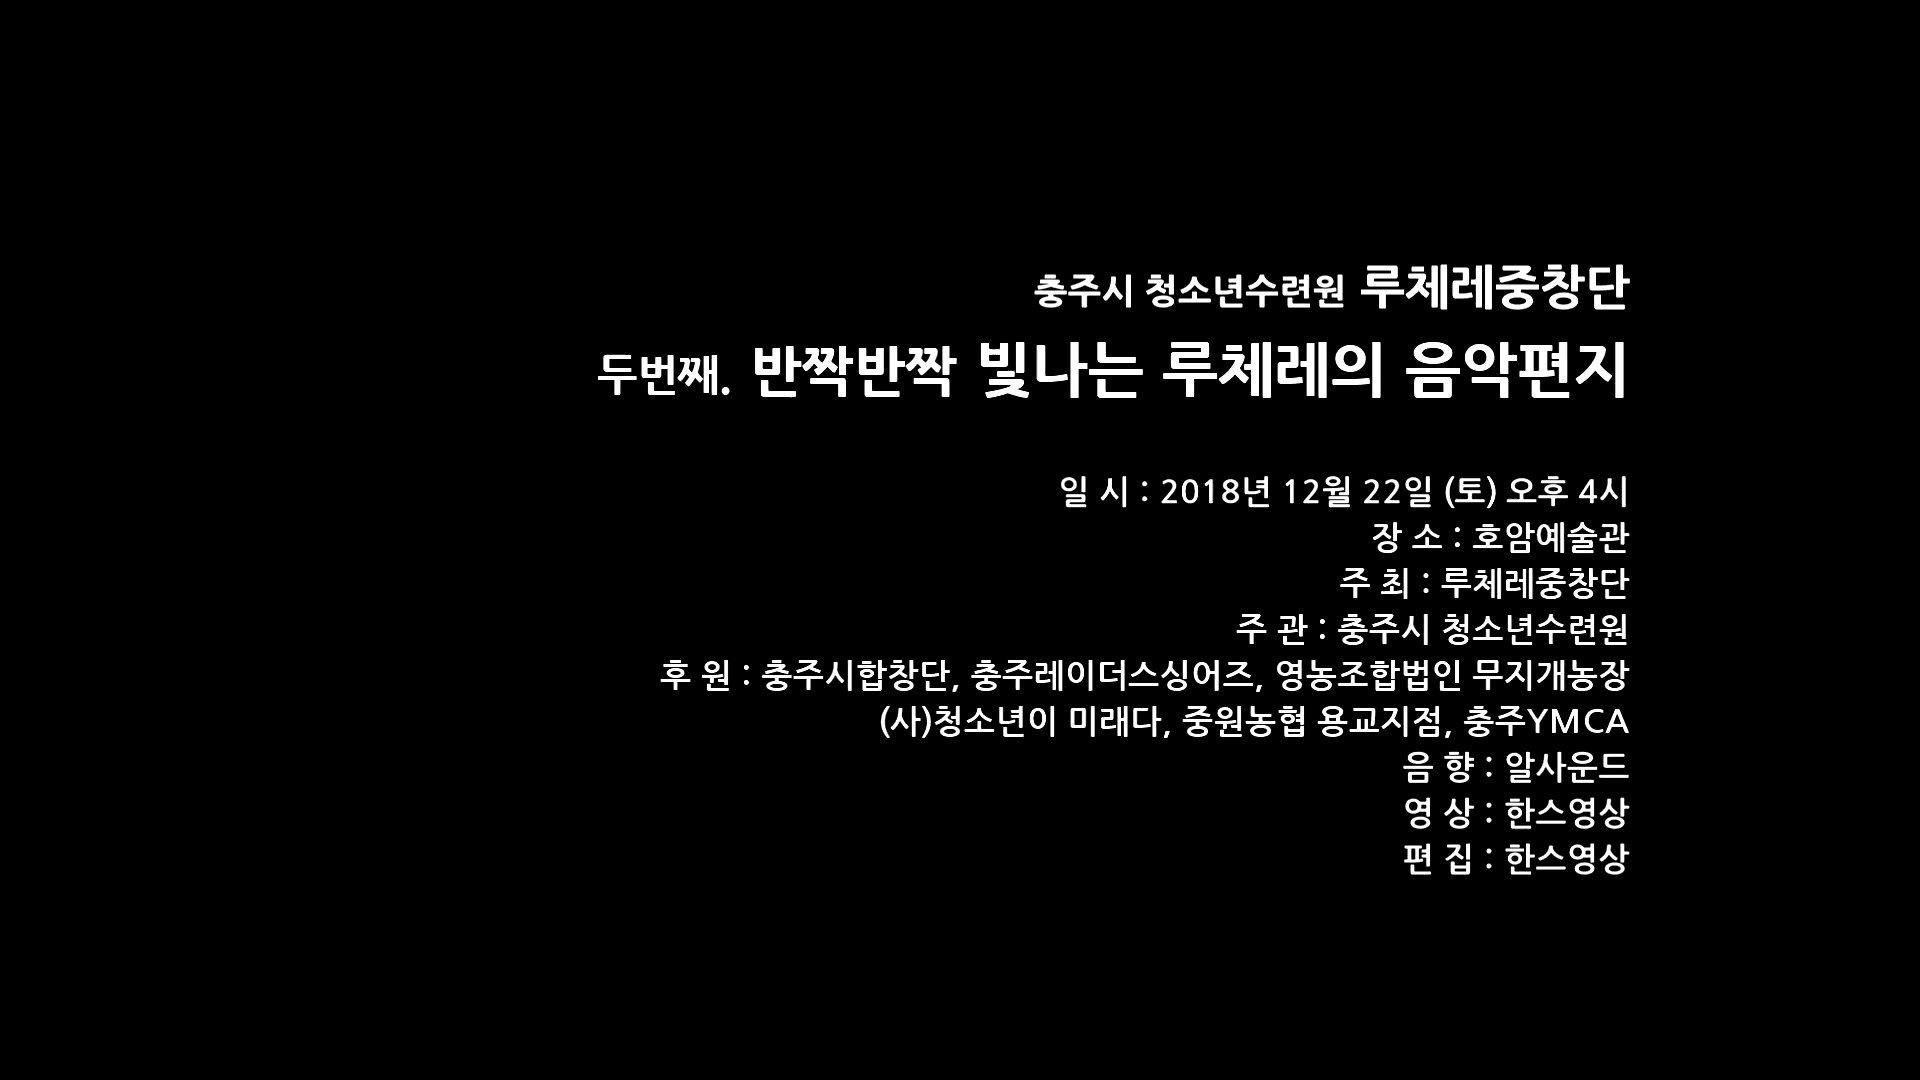 충주시 청소년수련원 루체레중창단
두번째. 반짝반짝 빛나는 루체레의 음악편지
일 시 : 2018년 12월 22일 (토) 오후 4시
장 소 : 호암예술관
주 최 : 루체레중창단
주 관 : 충주시 청소년수련원
후 원 : 충주시합창단, 충주레이더스싱어즈, 영농조합법인 무지개농장
(사)청소년이 미래다, 중원농협 용교지점, 충주YMCA
음 향 : 알사운드
영 상 : 한스영상
편 집 : 한스영상